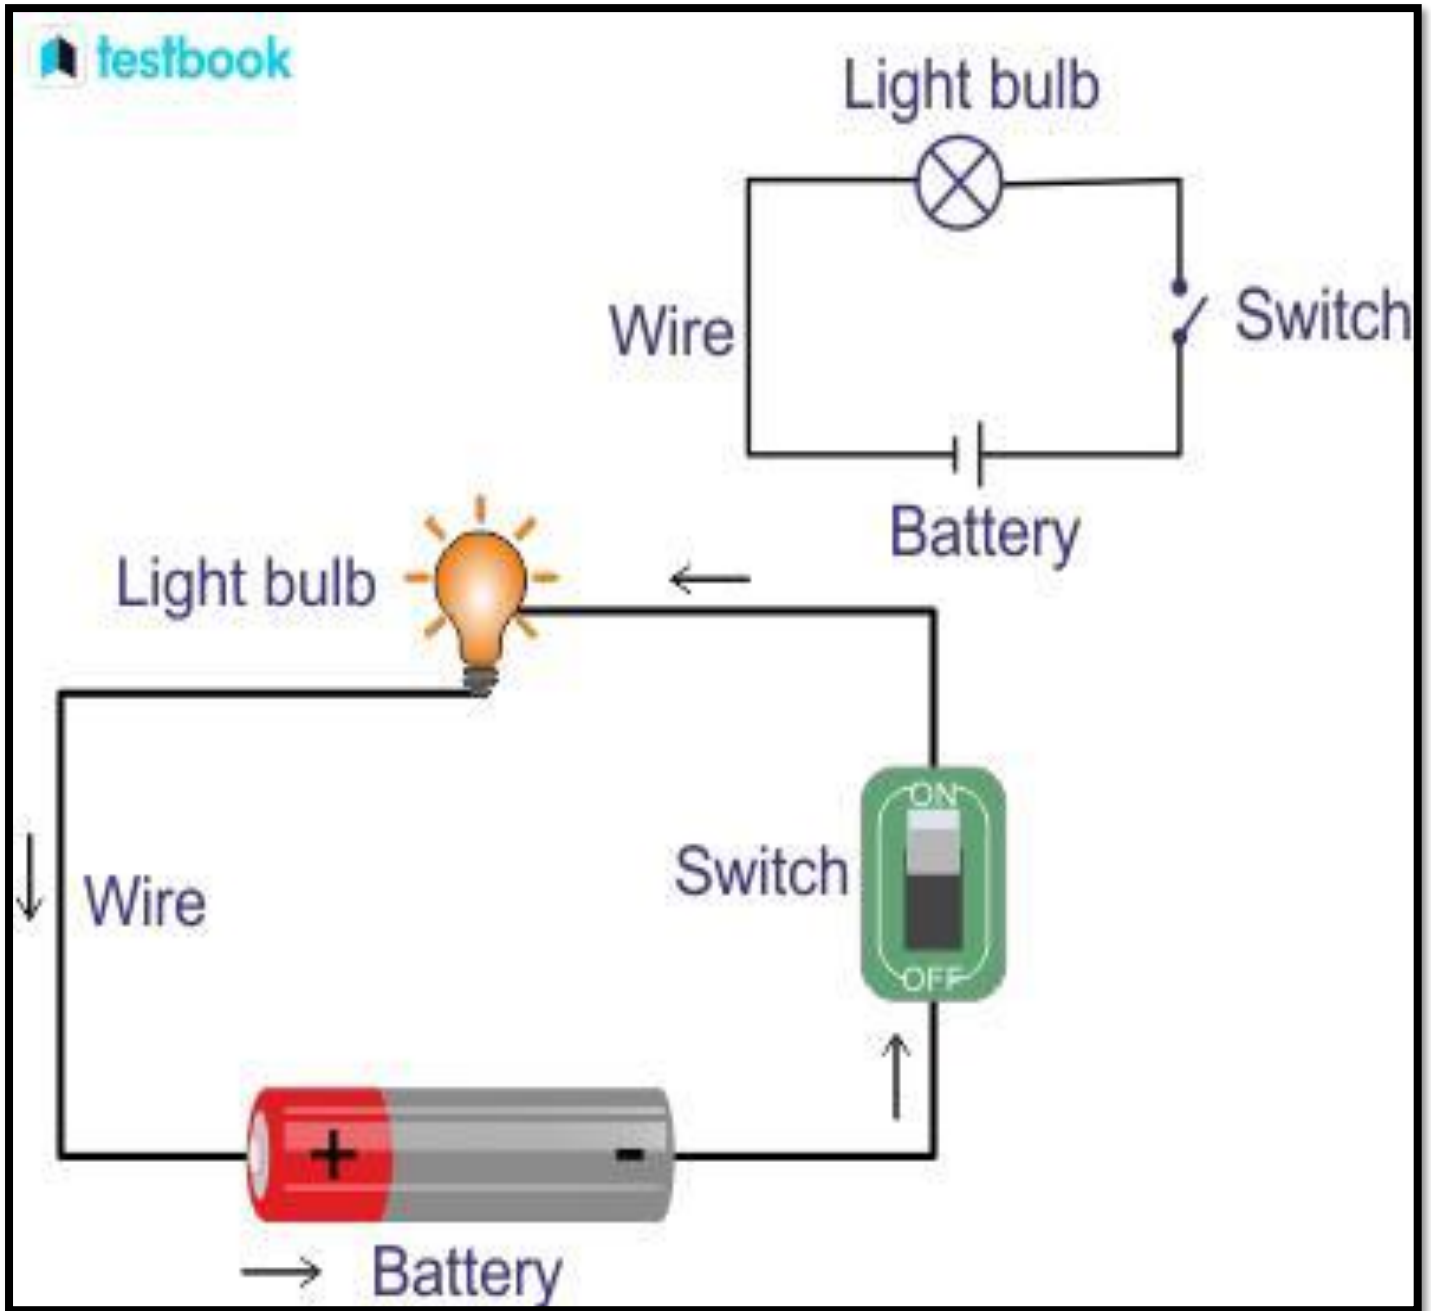 testbook
Light bulb
Wire
Switch
Battery
Light bulb
ON
Switch
Wire
OFF
+ -
Battery